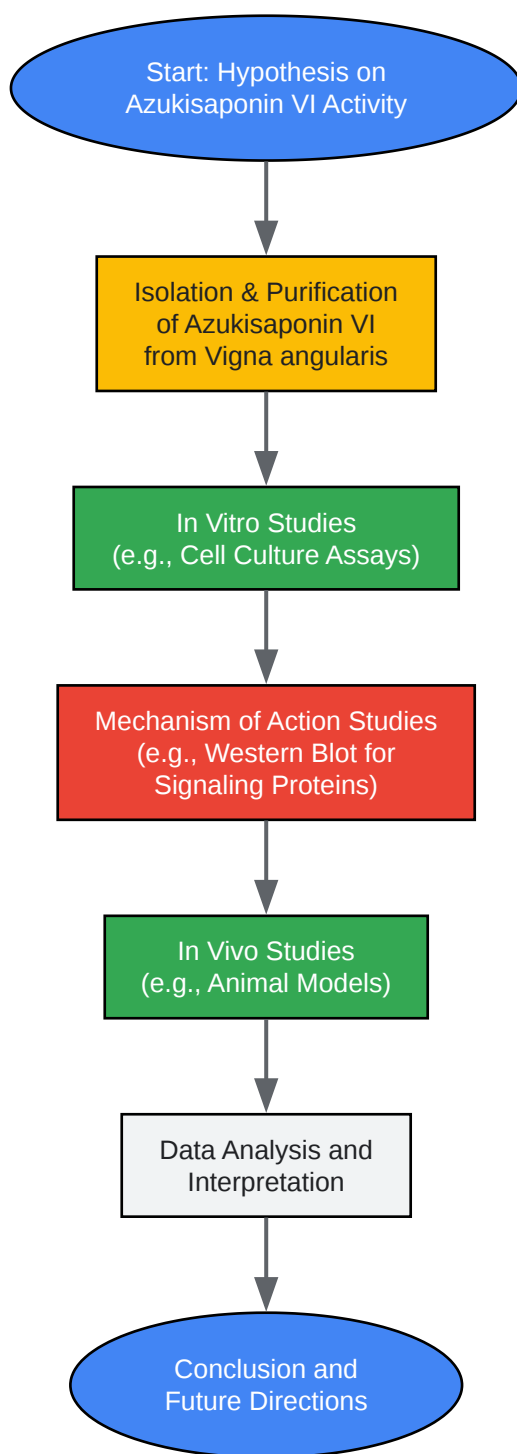 Start: Hypothesis on
Azukisaponin VI Activity
Isolation & Purification
of Azukisaponin VI
from Vigna angularis
In Vitro Studies
(e.g., Cell Culture Assays)
Mechanism of Action Studies
(e.g., Western Blot for
Signaling Proteins)
In Vivo Studies
(e.g., Animal Models)
Data Analysis and
Interpretation
Conclusion and
Future Directions